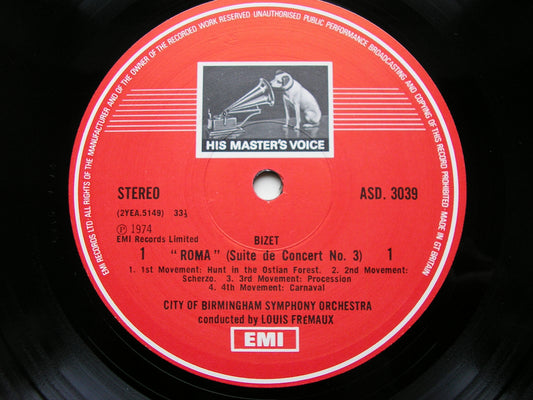 EMI RECORDS LTD ALL RIGHTS OF THE MANUFACTURER AND OF THE OWNER OF THE RECORDED WORK RESERVED UNAUTHORISED PUBLIC PERFORMANCE BROADCASTING AND COPYING OF THIS RECORD PROHIBITED MADE IN GT BRITAIN
HIS MASTER'S VOICE
STEREO ASD. 3039
(2YEA.5149) 33⅓
℗ 1974
EMI Records Limited BIZET
1 "ROMA" (Suite de Concert No. 3) 1
1. 1st Movement: Hunt in the Ostian Forest. 2. 2nd Movement:
Scherzo. 3. 3rd Movement: Procession
4. 4th Movement: Carnaval
CITY OF BIRMINGHAM SYMPHONY ORCHESTRA
conducted by LOUIS FRÉMAUX
EMI